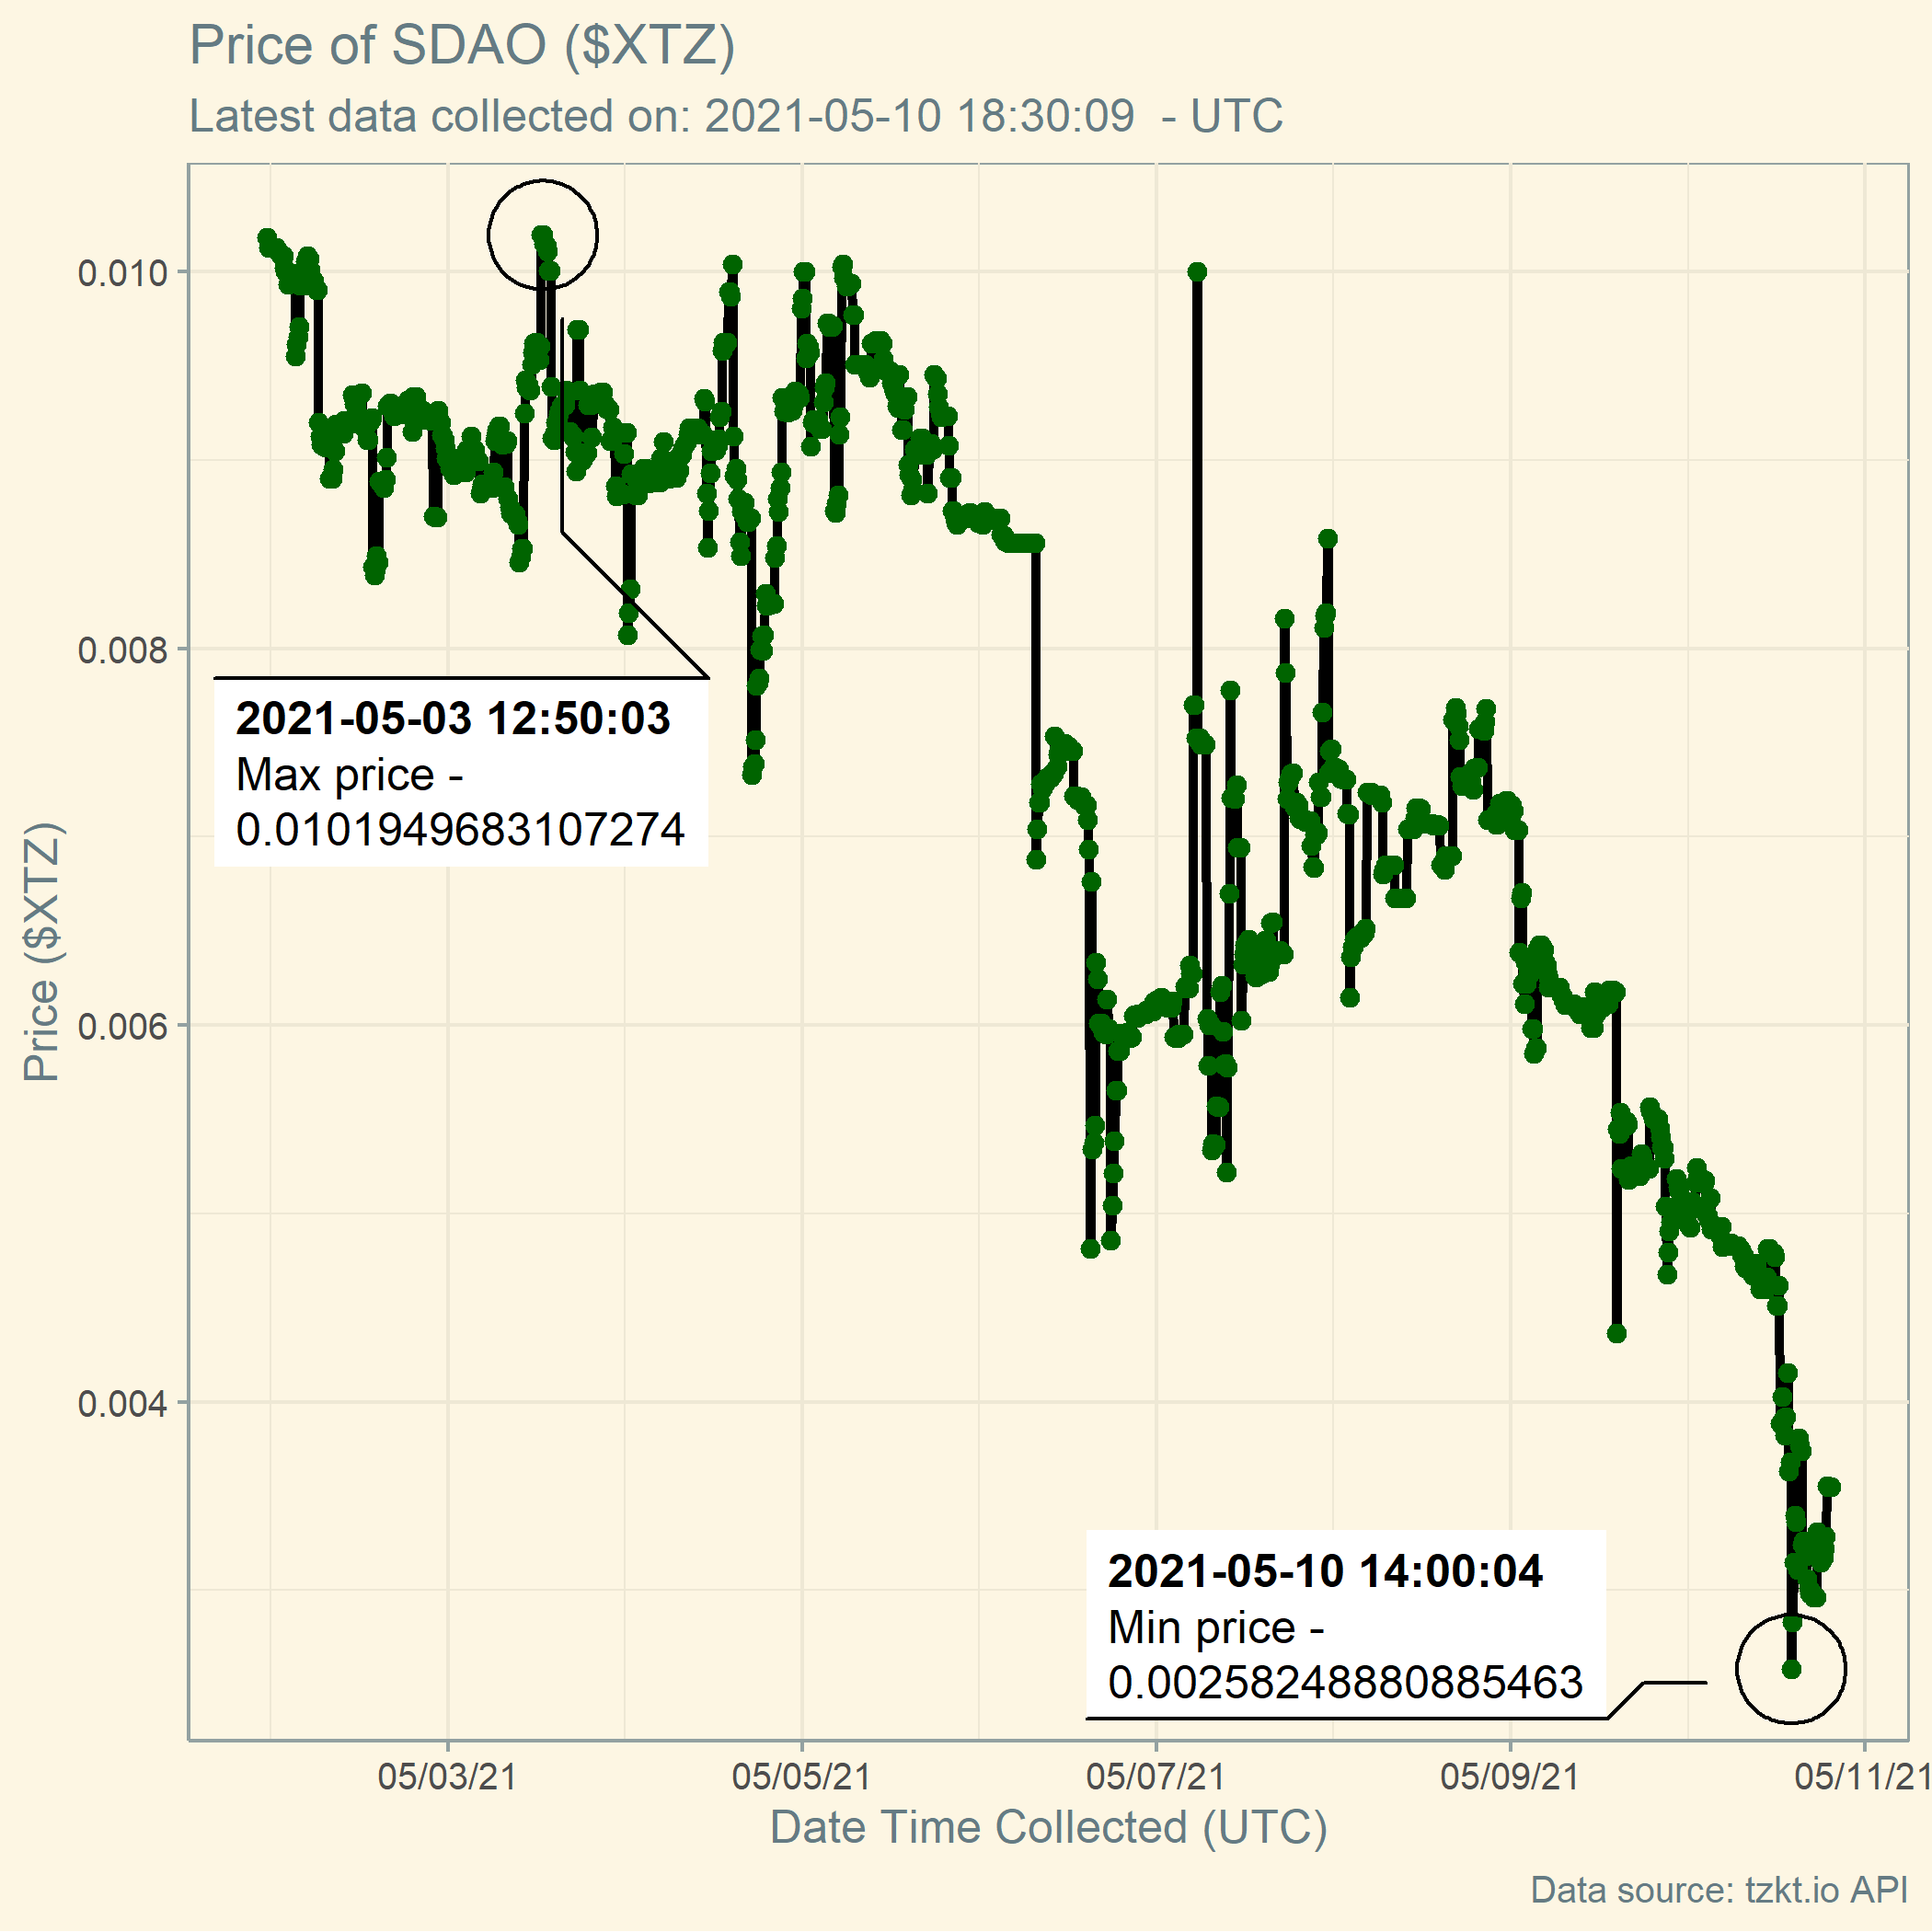 Price of SDAO ($XTZ)
Latest data collected on: 2021-05-10 18:30:09 - UTC
0.010
0.008
0.006
0.004
Price ($XTZ)
2021-05-03 12:50:03
Max price -
0.0101949683107274
2021-05-10 14:00:04
Min price -
0.00258248880885463
05/03/21
05/05/21
05/07/21
05/09/21
05/11/21
Date Time Collected (UTC)
Data source: tzkt.io API